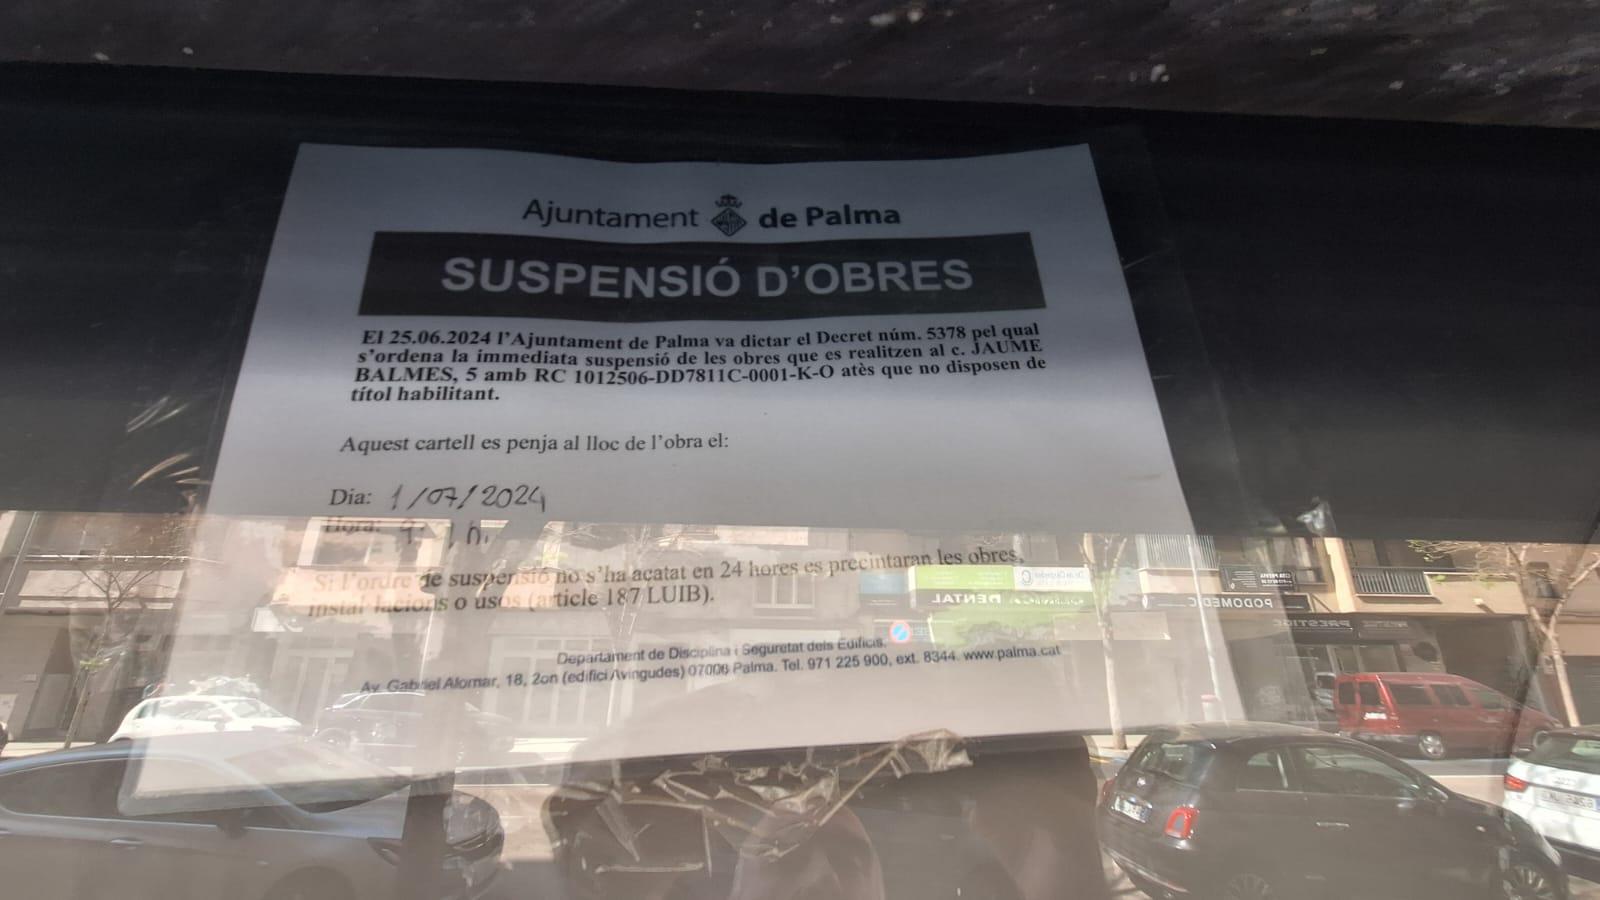 Ajuntament de Palma
SUSPENSIÓ D'OBRES
El 25.06.2024 l'Ajuntament de Palma va dictar el Decret núm. 5378 pel qual
s'ordena la immediata suspensió de les obres que es realitzen al c. JAUME
BALMES, 5 amb RC 1012506-DD7811C-0001-K-O atès que no disposen de
títol habilitant.
Aquest cartell es penja al lloc de l'obra el:
Dia: 1/07/2024
Hora: h.
Si l'ordre de suspensió no s'ha acatat en 24 hores es precintaran les obres,
instal·lacions o usos (article 187 LUIB).
Departament de Disciplina i Seguretat dels Edificis.
Av. Gabriel Alomar, 18, 2on (edifici Avingudes) 07006 Palma. Tel. 971 225 900, ext. 8344. www.palma.cat
DENTAL
PODOMEDIC
PRESTIGE